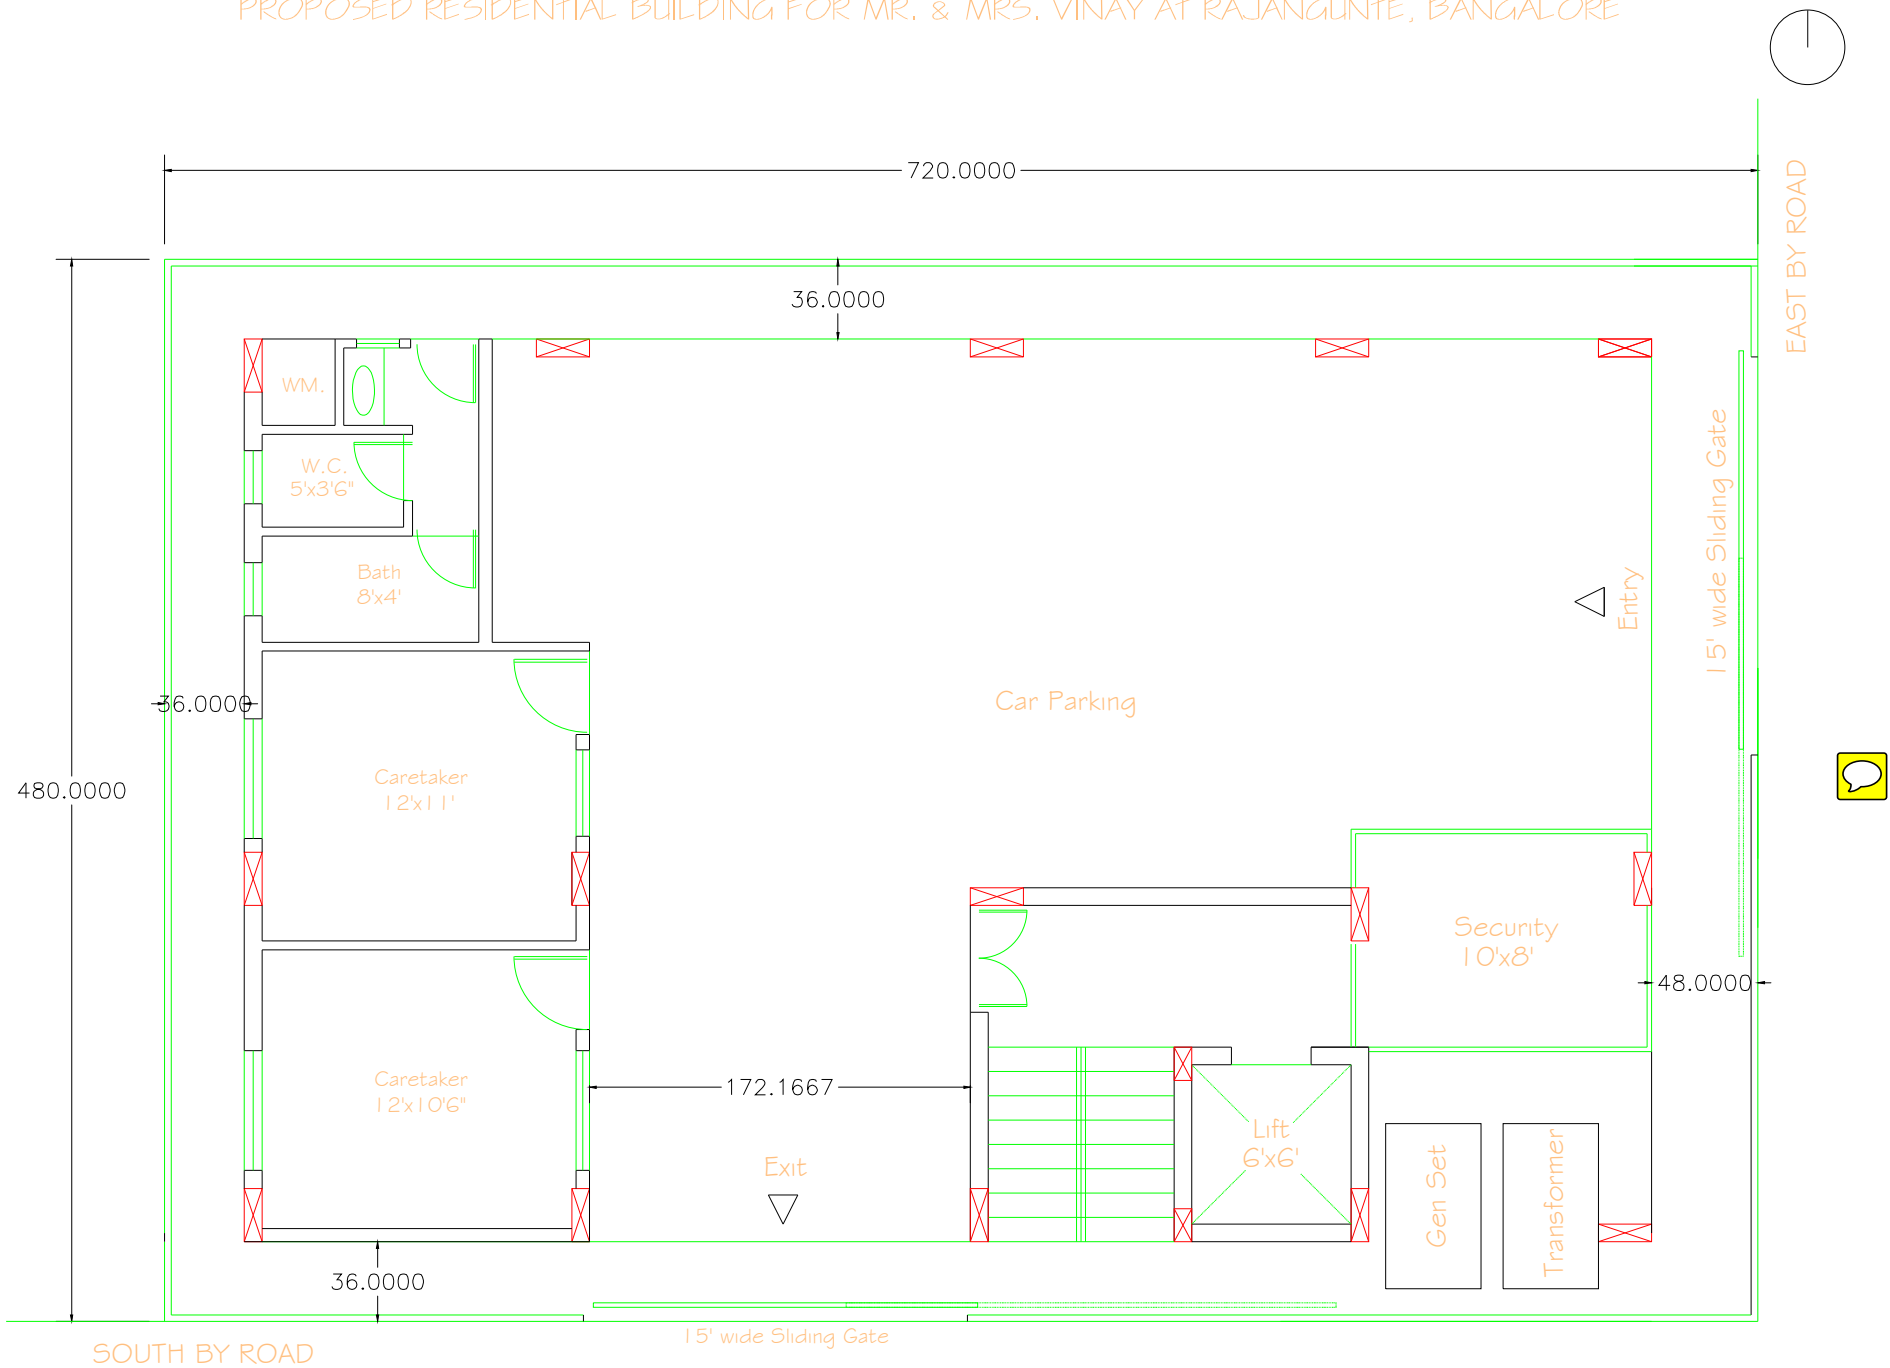 PROPOSED RESIDENTIAL BUILDING FOR MR. & MRS. VINAY AT RAJANGUNTE, BANGALORE
720.0000
EAST BY ROAD
36.0000
WM.
W.C.
5'x3'6"
15' wide Sliding Gate
Bath
8'x4'
Entry
36.0000
Car Parking
Caretaker
12'x11'
480.0000
Security
10'x8'
48.0000
Caretaker
12'x10'6"
172.1667
Lift
6'x6'
Exit
Gen Set
Transformer
36.0000
15' wide Sliding Gate
SOUTH BY ROAD